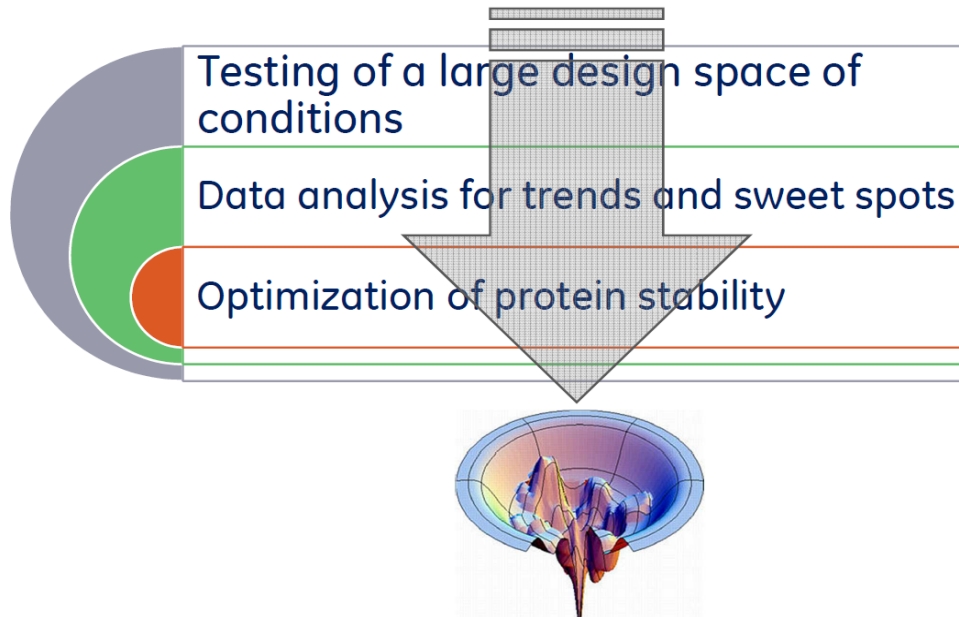 Testing of a large design space of
conditions
Data analysis for trends and sweet spots
Optimization of protein stability